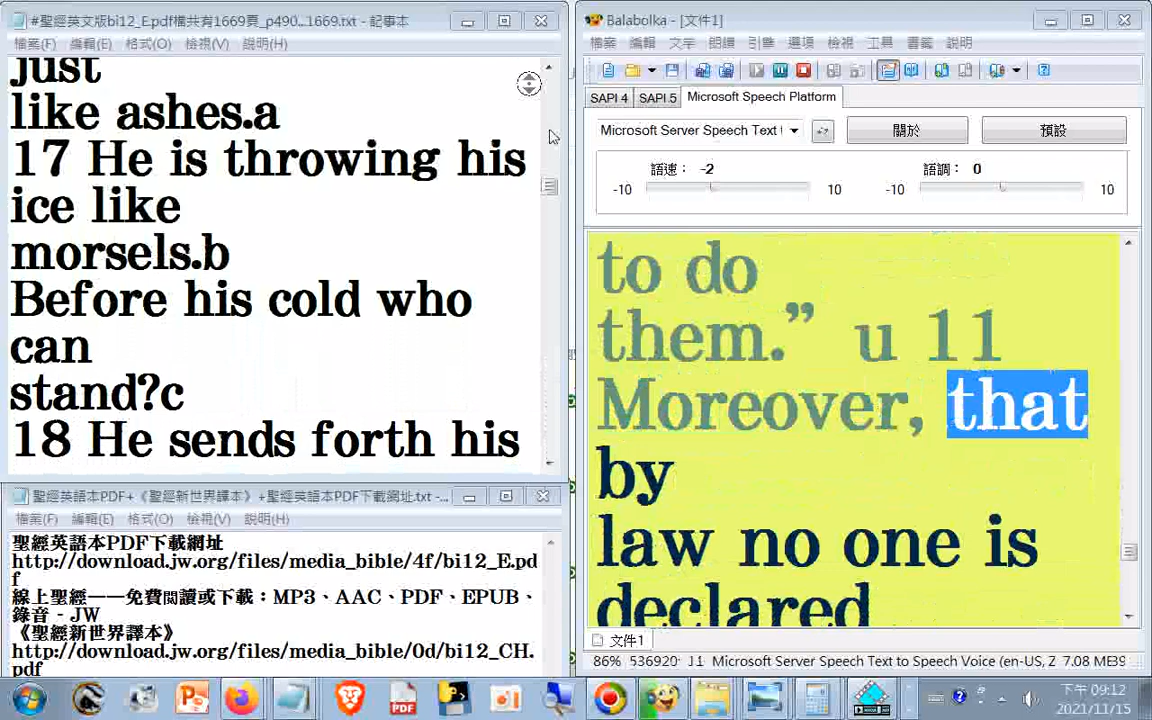 #聖經英文版bi12_E.pdf檔共有1669頁_p490..._1669.txt - 記事本
檔案(F) 編輯(E) 格式(O) 檢視(V) 說明(H)
just
like ashes.a
17 He is throwing his
ice like
morsels.b
Before his cold who
can
stand?c
18 He sends forth his
聖經英語本PDF+《聖經新世界譯本》+聖經英語本PDF下載網址.txt - ...
檔案(F) 編輯(E) 格式(O) 檢視(V) 說明(H)
聖經英語本PDF下載網址
http://download.jw.org/files/media_bible/4f/bi12_E.pd
f
線上聖經——免費閱讀或下載：MP3、AAC、PDF、EPUB、
錄音 - JW
《聖經新世界譯本》
http://download.jw.org/files/media_bible/0d/bi12_CH.
pdf
Balabolka - [文件1]
檔案 編輯 文字 朗讀 引擎 選項 檢視 工具 書籤 說明
SAPI 4 SAPI 5 Microsoft Speech Platform
Microsoft Server Speech Text 關於 預設
語速： -2 語調： 0
-10 10 -10 10
to do
them.” u 11
Moreover, that
by
law no one is
declared
文件1
86% 536920 Microsoft Server Speech Text to Speech Voice (en-US, Z 7.08 MB
下午 09:12
2021/11/15